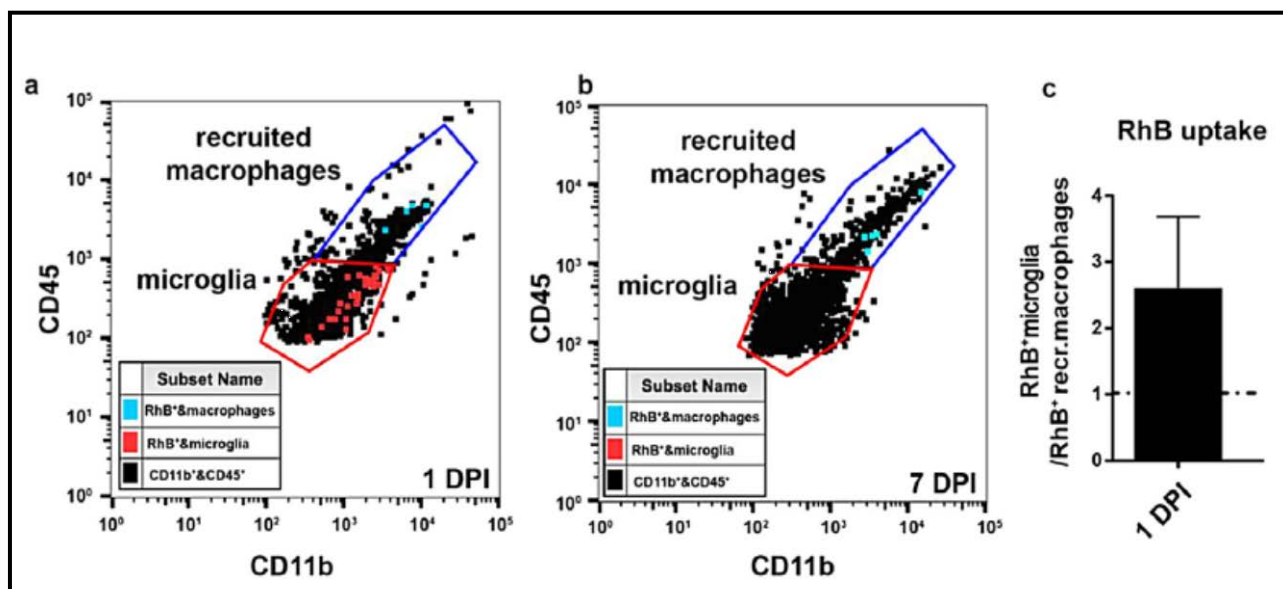 a
10⁵
10⁴
10³
10²
10¹
10⁰
CD45
recruited
macrophages
microglia
Subset Name
RhB⁺&macrophages
RhB⁺&microglia
CD11b⁺&CD45⁺
1 DPI
10⁰ 10¹ 10² 10³ 10⁴ 10⁵
CD11b
b
10⁵
10⁴
10³
10²
10¹
10⁰
CD45
recruited
macrophages
microglia
Subset Name
RhB⁺&macrophages
RhB⁺&microglia
CD11b⁺&CD45⁺
7 DPI
10⁰ 10¹ 10² 10³ 10⁴ 10⁵
CD11b
c
RhB uptake
RhB⁺microglia
/RhB⁺ recr.macrophages
4
3
2
1
0
1 DPI